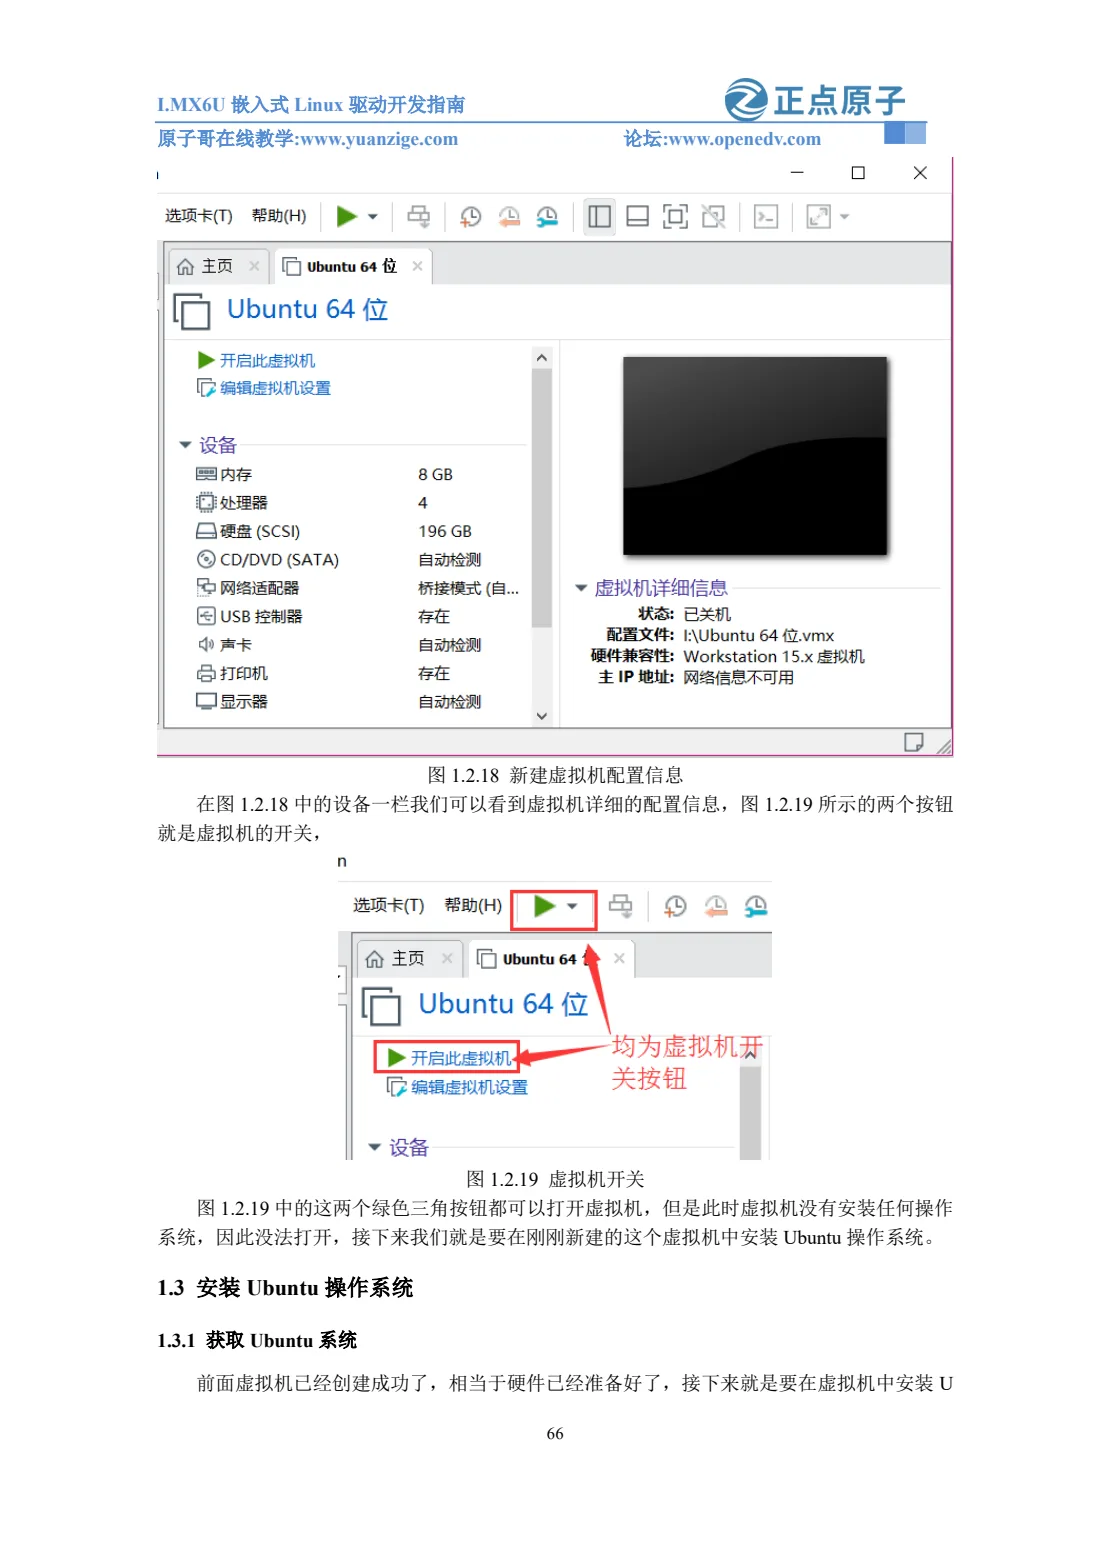 I.MX6U 嵌入式 Linux 驱动开发指南
正点原子
原子哥在线教学:www.yuanzige.com 论坛:www.openedv.com
选项卡(T) 帮助(H)
主页 Ubuntu 64 位
Ubuntu 64 位
开启此虚拟机
编辑虚拟机设置
设备
内存 8 GB
处理器 4
硬盘 (SCSI) 196 GB
CD/DVD (SATA) 自动检测
网络适配器 桥接模式 (自...
USB 控制器 存在
声卡 自动检测
打印机 存在
显示器 自动检测
虚拟机详细信息
状态: 已关机
配置文件: I:\Ubuntu 64 位.vmx
硬件兼容性: Workstation 15.x 虚拟机
主 IP 地址: 网络信息不可用
图 1.2.18 新建虚拟机配置信息
在图 1.2.18 中的设备一栏我们可以看到虚拟机详细的配置信息，图 1.2.19 所示的两个按钮
就是虚拟机的开关，
n
选项卡(T) 帮助(H)
主页 Ubuntu 64
Ubuntu 64 位
开启此虚拟机
编辑虚拟机设置
均为虚拟机开
关按钮
设备
图 1.2.19 虚拟机开关
图 1.2.19 中的这两个绿色三角按钮都可以打开虚拟机，但是此时虚拟机没有安装任何操作
系统，因此没法打开，接下来我们就是要在刚刚新建的这个虚拟机中安装 Ubuntu 操作系统。
1.3 安装 Ubuntu 操作系统
1.3.1 获取 Ubuntu 系统
前面虚拟机已经创建成功了，相当于硬件已经准备好了，接下来就是要在虚拟机中安装 U
66